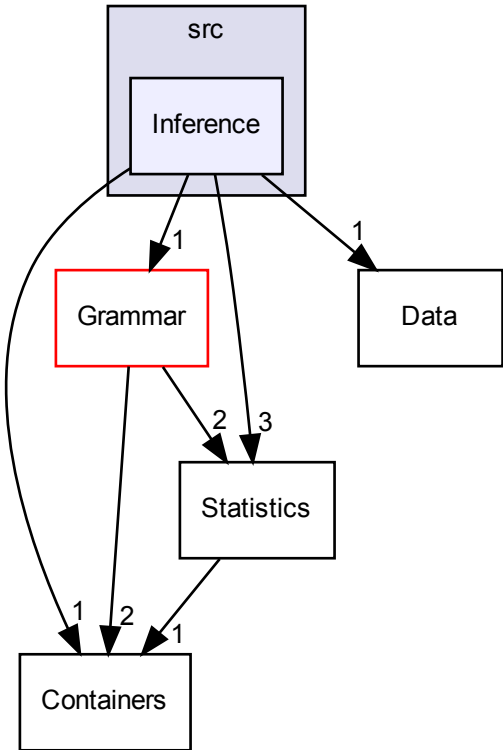 src
Inference
1
1
Grammar
Data
2
3
Statistics
1
2
1
Containers